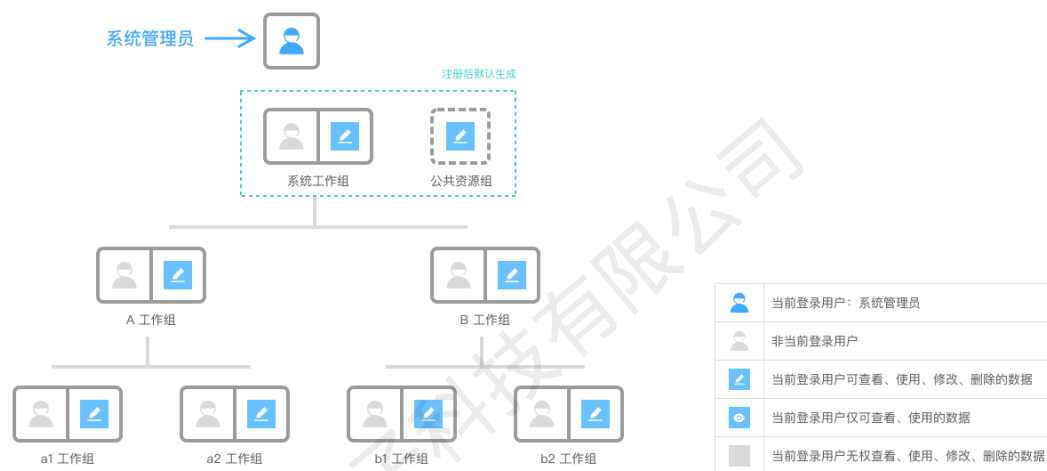 系统管理员
注册后默认生成
系统工作组
公共资源组
A 工作组
B 工作组
a1 工作组
a2 工作组
b1 工作组
b2 工作组
当前登录用户：系统管理员
非当前登录用户
当前登录用户可查看、使用、修改、删除的数据
当前登录用户仅可查看、使用的数据
当前登录用户无权查看、使用、修改、删除的数据
科技有限公司